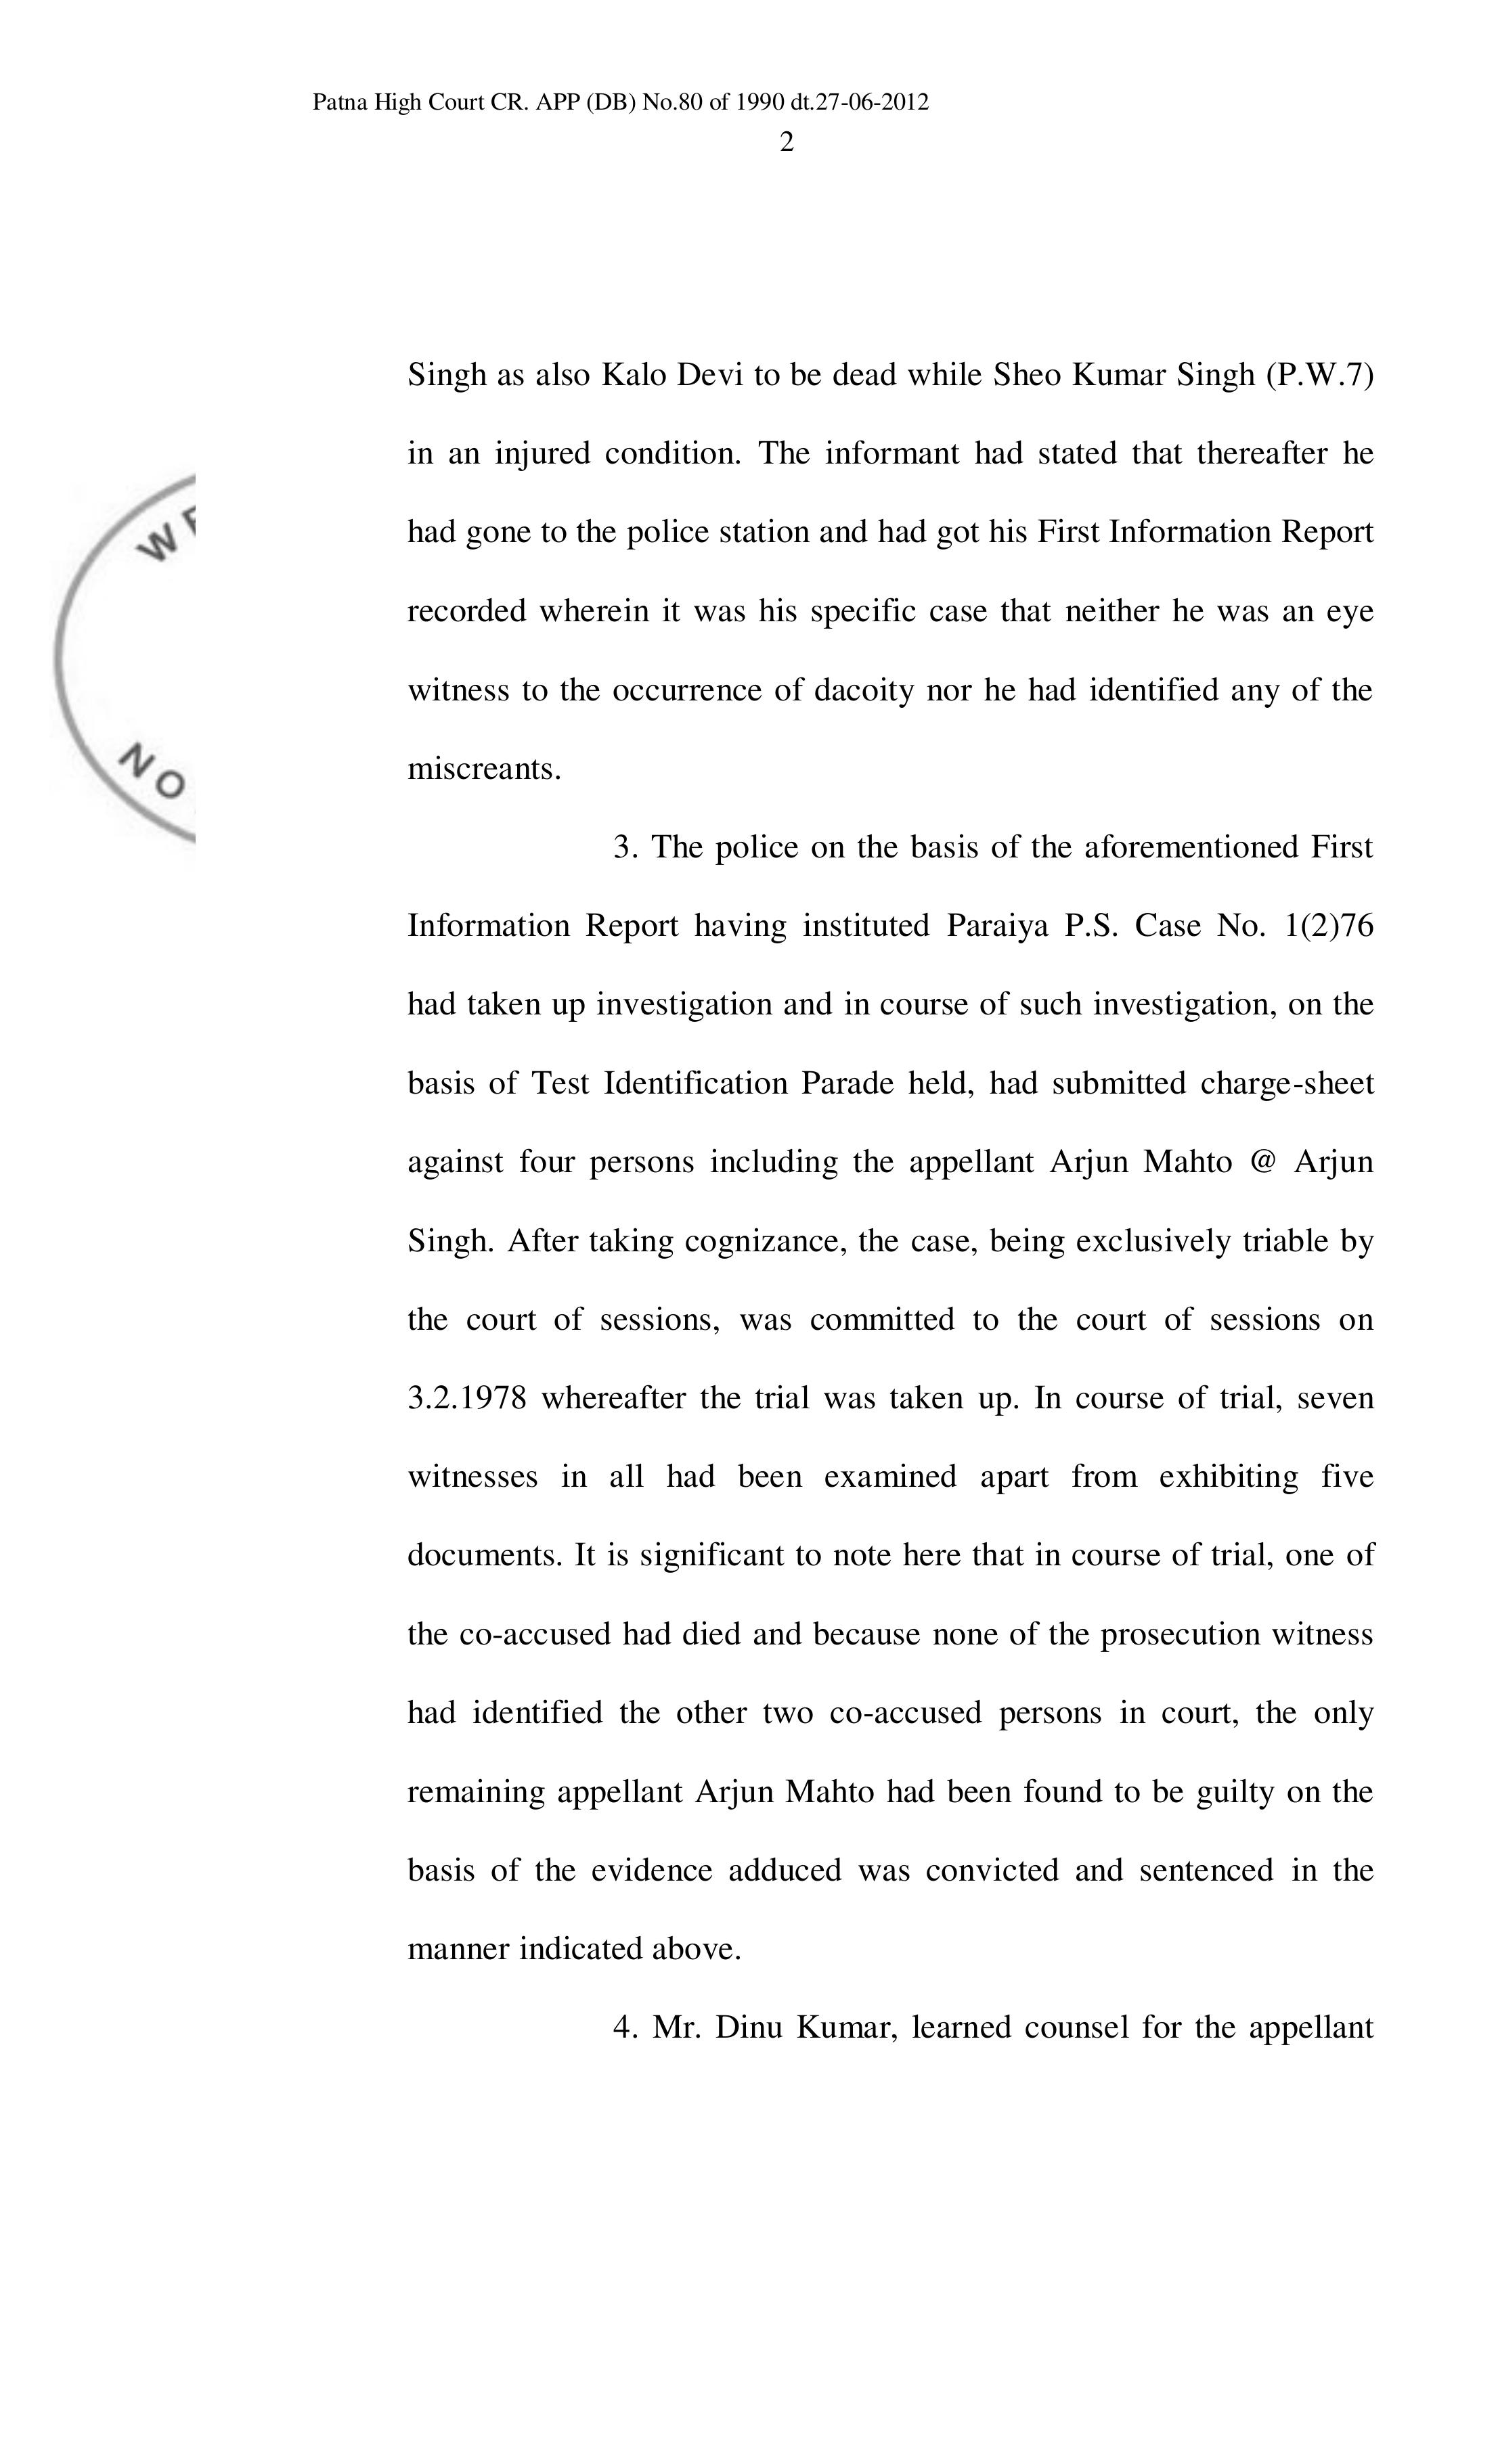 Patna High Court CR. APP (DB) No.80 of 1990 dt.27-06-2012
2
Singh as also Kalo Devi to be dead while Sheo Kumar Singh (P.W.7)
in an injured condition. The informant had stated that thereafter he
had gone to the police station and had got his First Information Report
recorded wherein it was his specific case that neither he was an eye
witness to the occurrence of dacoity nor he had identified any of the
miscreants.
3. The police on the basis of the aforementioned First
Information Report having instituted Paraiya P.S. Case No. 1(2)76
had taken up investigation and in course of such investigation, on the
basis of Test Identification Parade held, had submitted charge-sheet
against four persons including the appellant Arjun Mahto @ Arjun
Singh. After taking cognizance, the case, being exclusively triable by
the court of sessions, was committed to the court of sessions on
3.2.1978 whereafter the trial was taken up. In course of trial, seven
witnesses in all had been examined apart from exhibiting five
documents. It is significant to note here that in course of trial, one of
the co-accused had died and because none of the prosecution witness
had identified the other two co-accused persons in court, the only
remaining appellant Arjun Mahto had been found to be guilty on the
basis of the evidence adduced was convicted and sentenced in the
manner indicated above.
4. Mr. Dinu Kumar, learned counsel for the appellant
NO